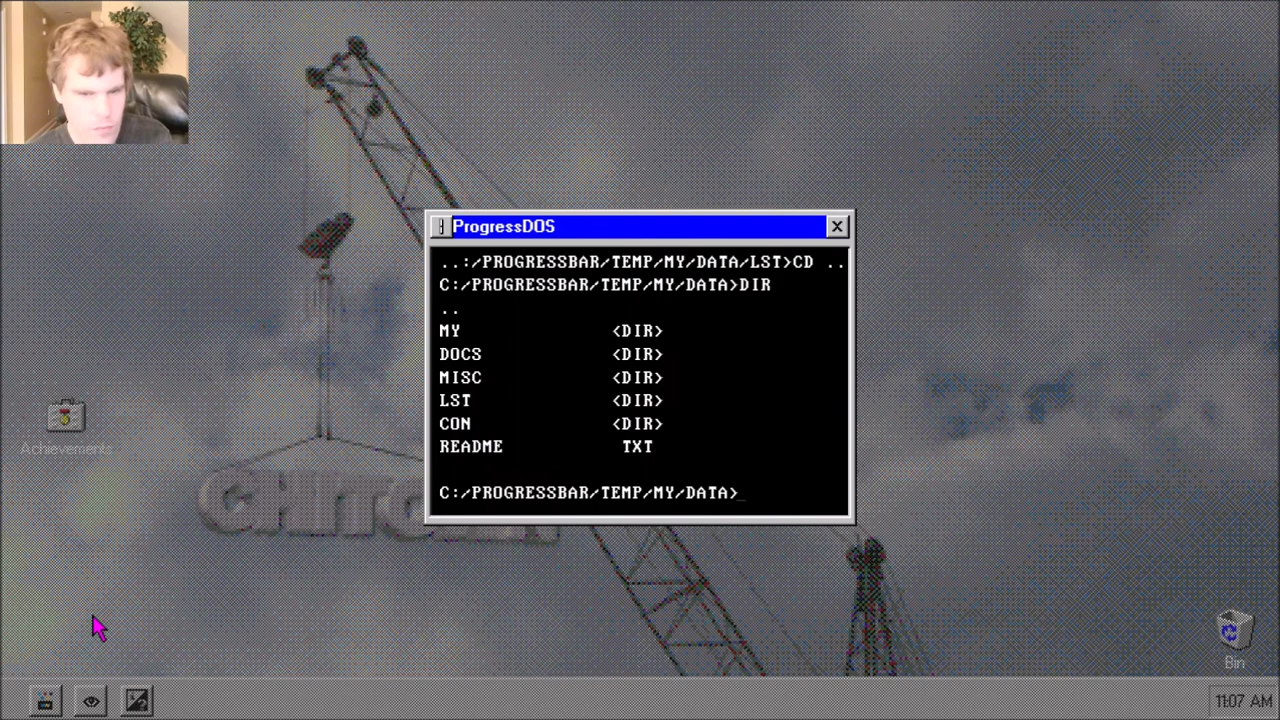 ProgressDOS
..:/PROGRESSBAR/TEMP/MY/DATA/LST>CD ..
C:/PROGRESSBAR/TEMP/MY/DATA>DIR
..
MY <DIR>
DOCS <DIR>
MISC <DIR>
LST <DIR>
CON <DIR>
README TXT
C:/PROGRESSBAR/TEMP/MY/DATA>_
Achievements
Bin
11:07 AM